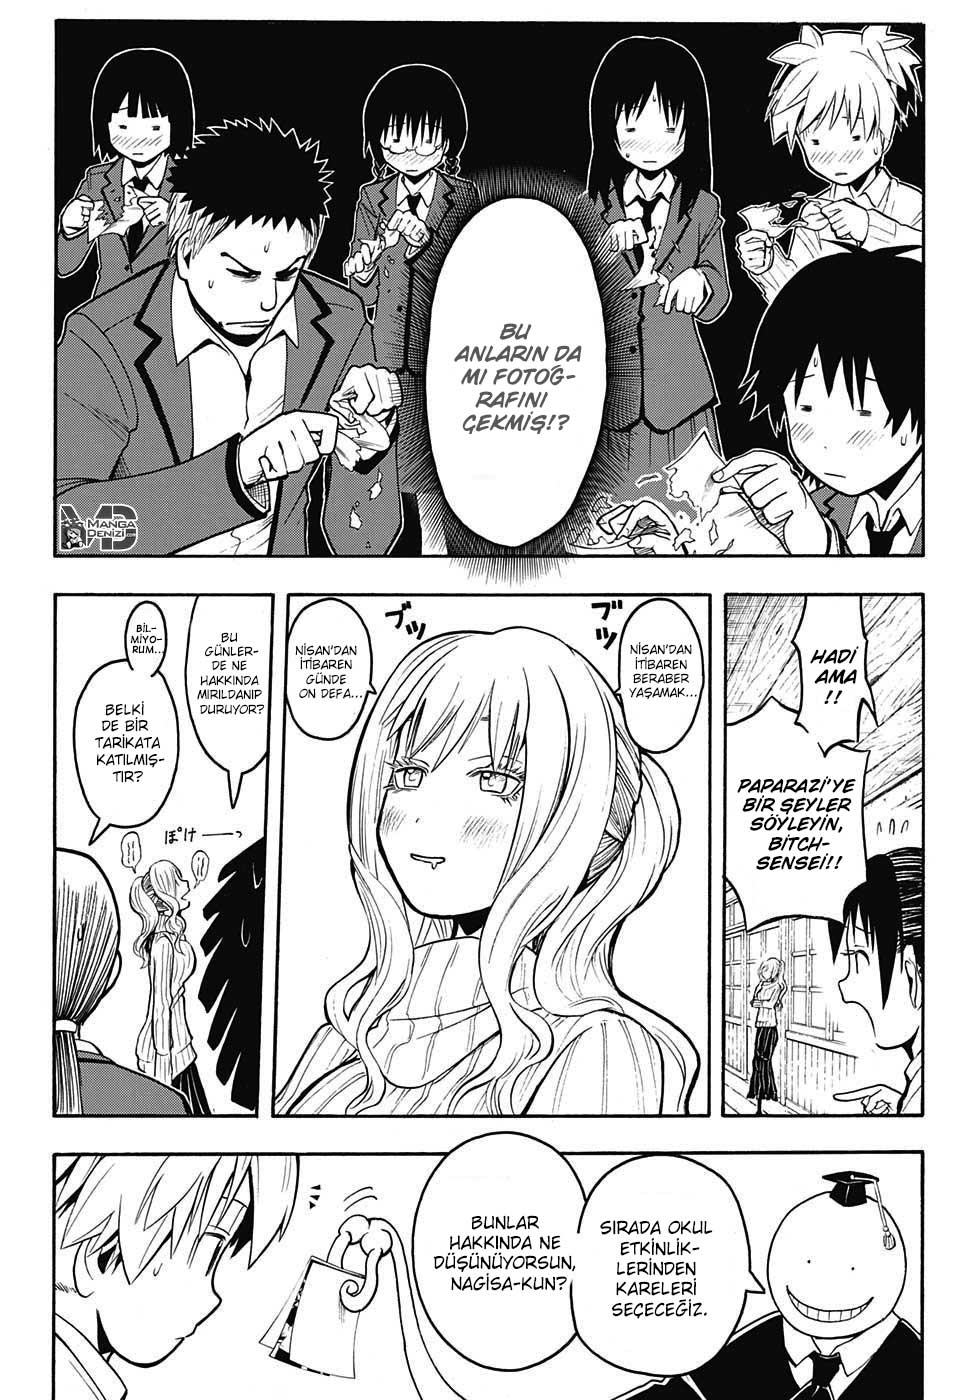 BU
ANLARIN DA
MI FOTOĞ-
RAFINI
ÇEKMİŞ!?
MANGA
DENİZİ.com
HADİ
AMA
!!
PAPARAZİ'YE
BİR ŞEYLER
SÖYLEYİN,
BITCH-
SENSEI!!
NİSAN'DAN
İTİBAREN
BERABER
YAŞAMAK...
ブツ
ブツ
NİSAN'DAN
İTİBAREN
GÜNDE
ON DEFA...
BU
GÜNLER-
DE NE
HAKKINDA
MIRILDANIP
DURUYOR?
BİL-
MİYO-
RUM...
BELKİ
DE BİR
TARİKATA
KATILMIŞ-
TIR?
ぽけーっ
SIRADA OKUL
ETKİNLİK-
LERİNDEN
KARELERİ
SEÇECEĞİZ.
BUNLAR
HAKKINDA NE
DÜŞÜNÜYORSUN,
NAGISA-KUN?